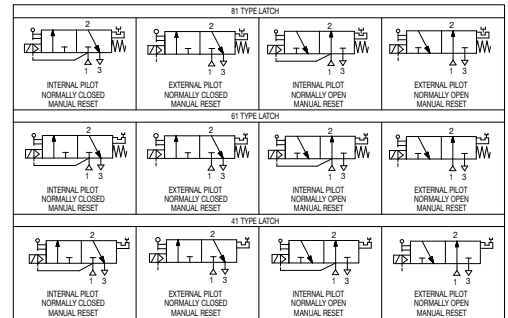 81 TYPE LATCH
2 2 2 2
1 3 1 3 1 3 1 3
INTERNAL PILOT EXTERNAL PILOT INTERNAL PILOT EXTERNAL PILOT
NORMALLY CLOSED NORMALLY CLOSED NORMALLY OPEN NORMALLY OPEN
MANUAL RESET MANUAL RESET MANUAL RESET MANUAL RESET
61 TYPE LATCH
2 2 2 2
1 3 1 3 1 3 1 3
INTERNAL PILOT EXTERNAL PILOT INTERNAL PILOT EXTERNAL PILOT
NORMALLY CLOSED NORMALLY CLOSED NORMALLY OPEN NORMALLY OPEN
MANUAL RESET MANUAL RESET MANUAL RESET MANUAL RESET
41 TYPE LATCH
2 2 2 2
1 3 1 3 1 3 1 3
INTERNAL PILOT EXTERNAL PILOT INTERNAL PILOT EXTERNAL PILOT
NORMALLY CLOSED NORMALLY CLOSED NORMALLY OPEN NORMALLY OPEN
MANUAL RESET MANUAL RESET MANUAL RESET MANUAL RESET